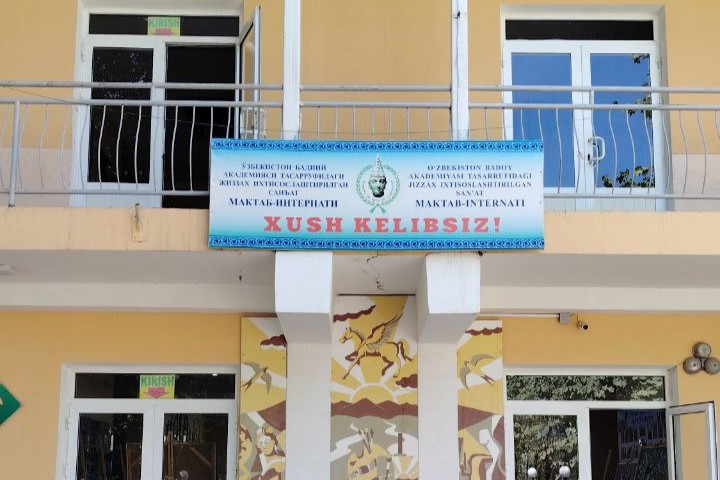 KIRISH
ЎЗБЕКИСТОН БАДИИЙ
АКАДЕМИЯСИ ТАСАРРУФИДАГИ
ЖИЗЗАХ ИХТИСОСЛАШТИРИЛГАН
САНЪАТ
МАКТАБ-ИНТЕРНАТИ
O'ZBEKISTON BADIIY
AKADEMIYASI TASARRUFIDAGI
JIZZAX IXTISOSLASHTIRILGAN
SAN'AT
MAKTAB-INTERNATI
XUSH KELIBSIZ!
KIRISH